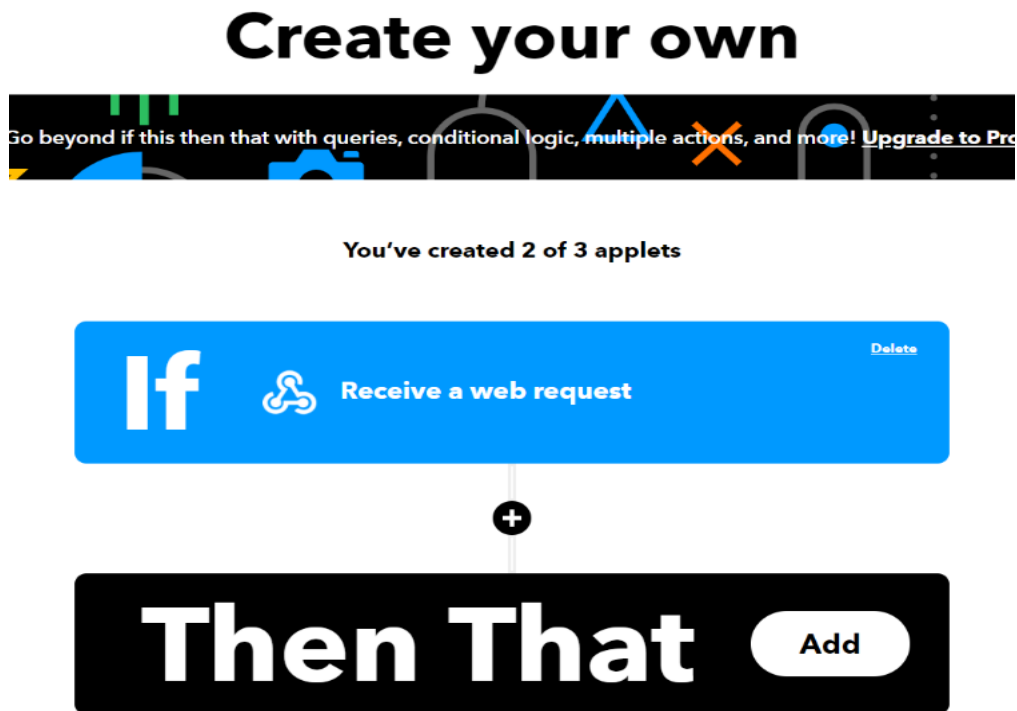 Create your own
Go beyond if this then that with queries, conditional logic, multiple actions, and more! Upgrade to Pro
You've created 2 of 3 applets
Delete
If Receive a web request
Then That Add